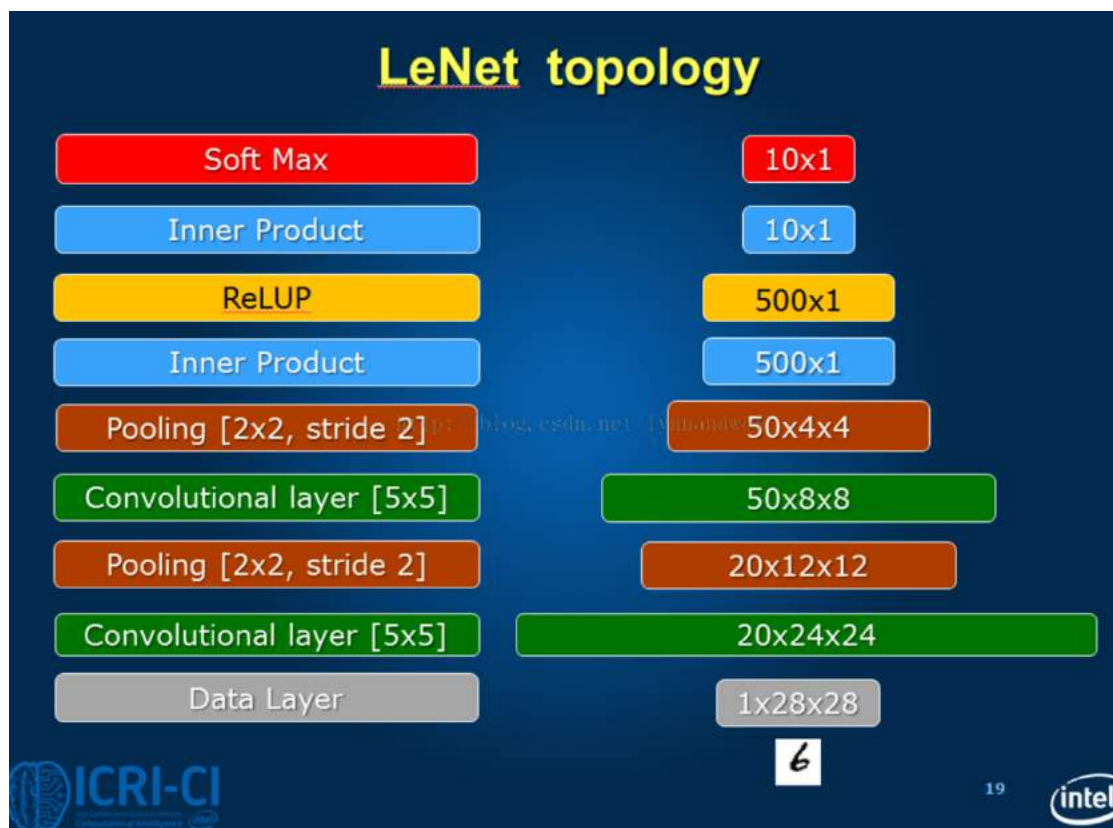 LeNet topology
Soft Max 10x1
Inner Product 10x1
ReLUP 500x1
Inner Product 500x1
Pooling [2x2, stride 2] 50x4x4
Convolutional layer [5x5] 50x8x8
Pooling [2x2, stride 2] 20x12x12
Convolutional layer [5x5] 20x24x24
Data Layer 1x28x28
6
ICRI-CI
19
intel